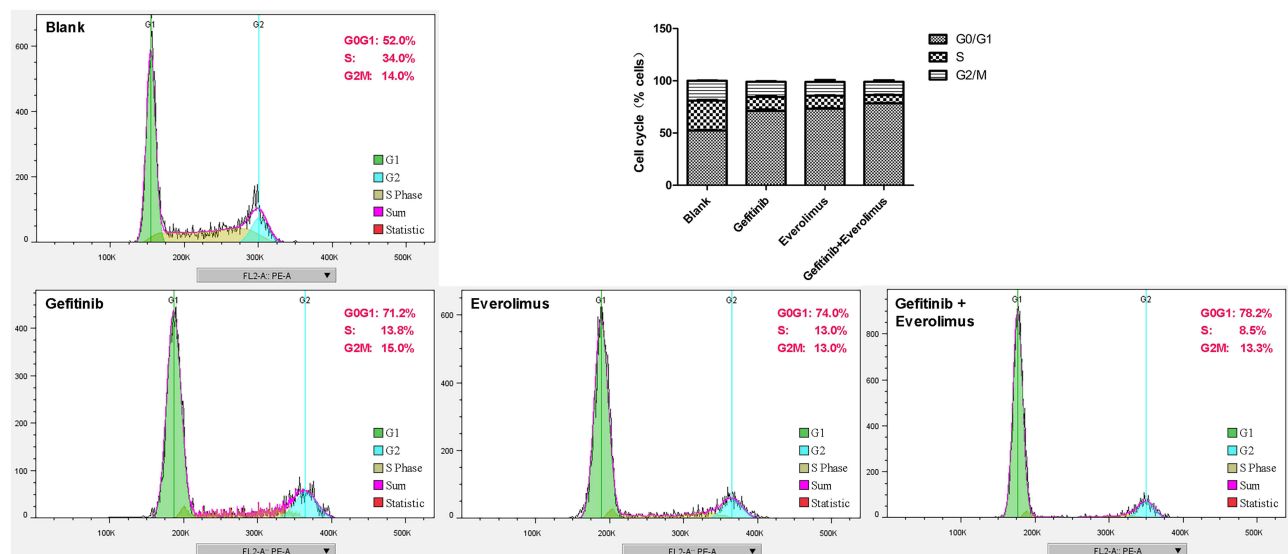 Blank
G1
G2
G0G1: 52.0%
S: 34.0%
G2M: 14.0%
600
400
200
0
G1
G2
S Phase
Sum
Statistic
100K 200K 300K 400K 500K
FL2-A:: PE-A
Cell cycle (% cells)
150
100
50
0
G0/G1
S
G2/M
Blank
Gefitinib
Everolimus
Gefitinib+Everolimus
Gefitinib
G1
G2
G0G1: 71.2%
S: 13.8%
G2M: 15.0%
400
300
200
100
0
G1
G2
S Phase
Sum
Statistic
100K 200K 300K 400K 500K
FL2-A:: PE-A
Everolimus
G1
G2
G0G1: 74.0%
S: 13.0%
G2M: 13.0%
600
400
200
0
G1
G2
S Phase
Sum
Statistic
100K 200K 300K 400K 500K
FL2-A:: PE-A
Gefitinib +
Everolimus
G1
G2
G0G1: 78.2%
S: 8.5%
G2M: 13.3%
800
600
400
200
0
G1
G2
S Phase
Sum
Statistic
100K 200K 300K 400K 500K
FL2-A:: PE-A